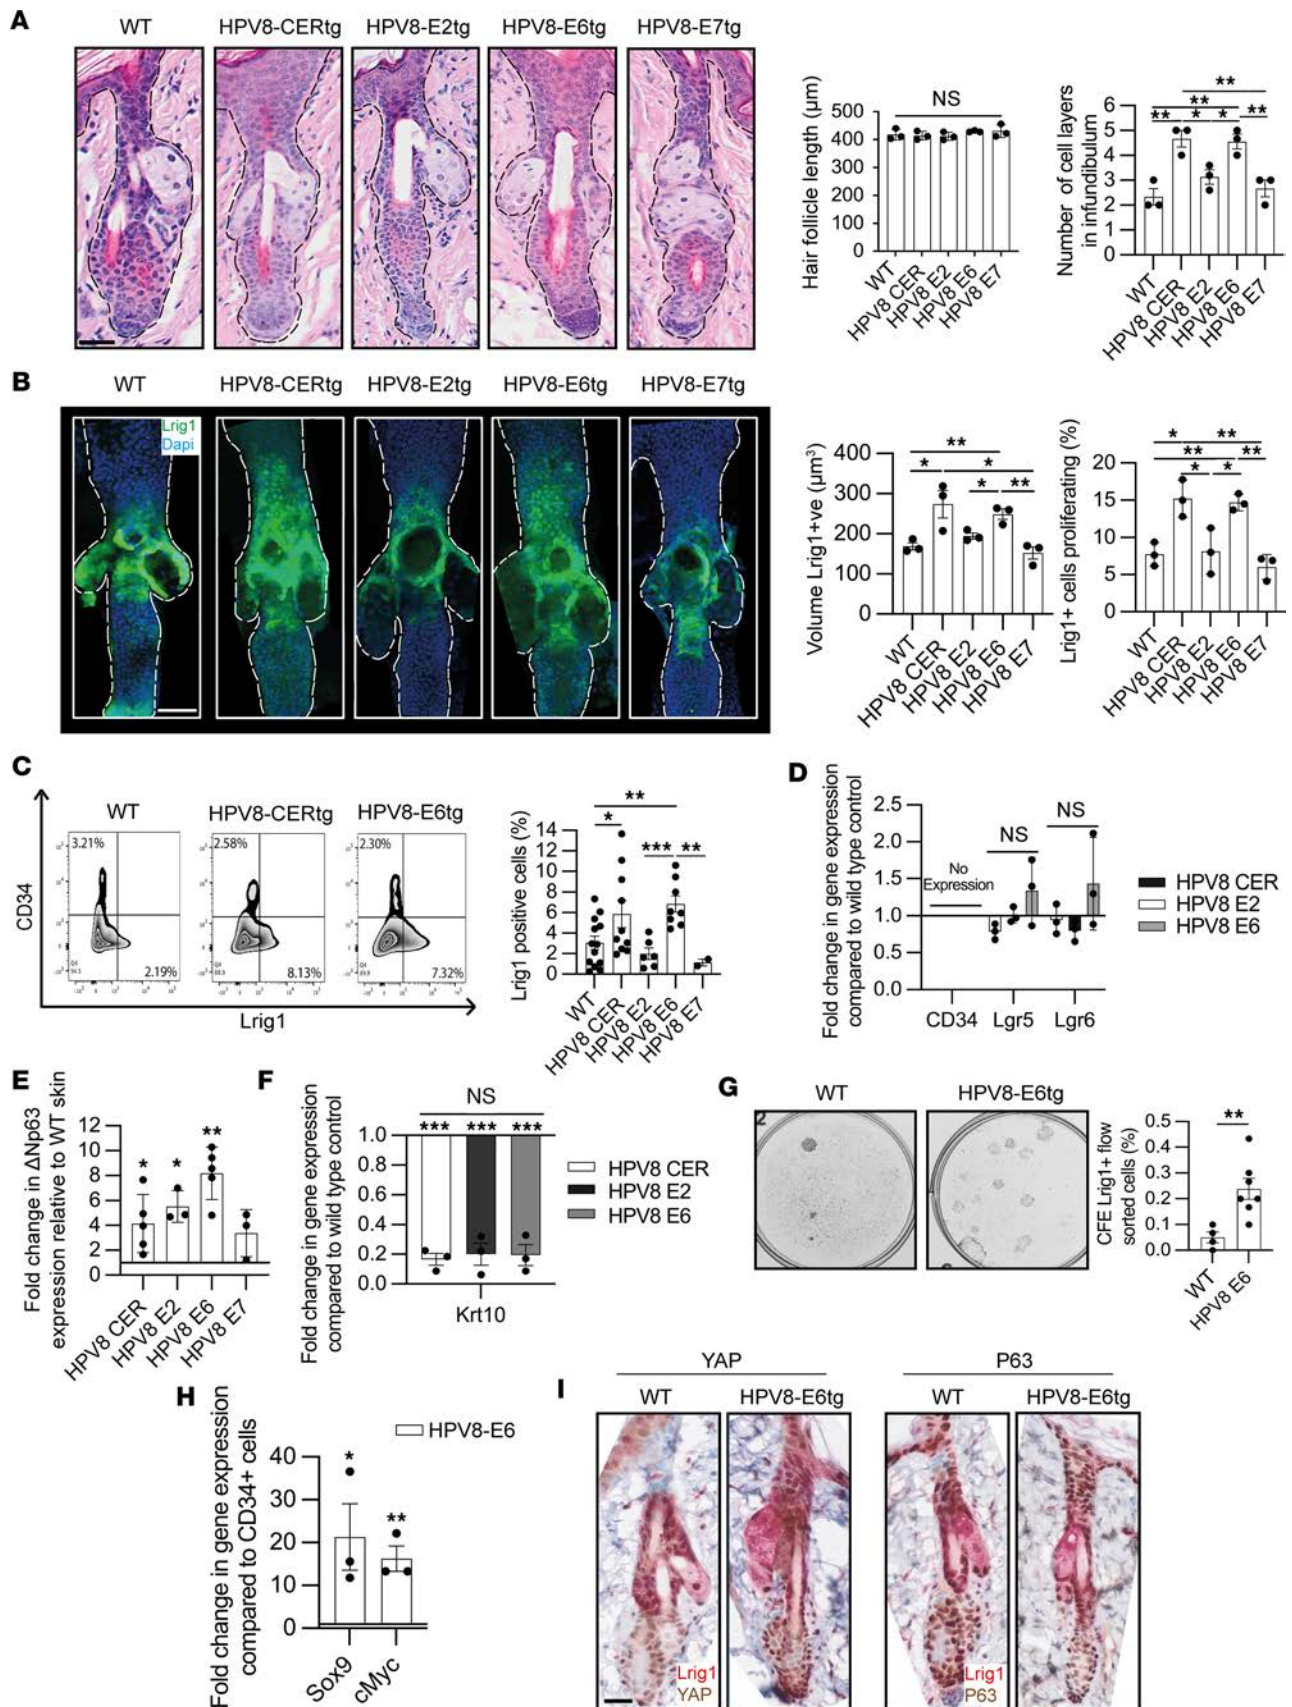 A
WT
HPV8-CERtg
HPV8-E2tg
HPV8-E6tg
HPV8-E7tg
Hair follicle length (µm)
500
400
300
200
100
0
NS
WT
HPV8 CER
HPV8 E2
HPV8 E6
HPV8 E7
Number of cell layers
in infundibulum
6
5
4
3
2
1
0
**
**
** * * **
WT
HPV8 CER
HPV8 E2
HPV8 E6
HPV8 E7
B
WT
HPV8-CERtg
HPV8-E2tg
HPV8-E6tg
HPV8-E7tg
Lrig1
Dapi
Volume Lrig1+ve (µm³)
400
300
200
100
0
**
* *
* **
WT
HPV8 CER
HPV8 E2
HPV8 E6
HPV8 E7
Lrig1+ cells proliferating (%)
20
15
10
5
0
* **
** **
* *
WT
HPV8 CER
HPV8 E2
HPV8 E6
HPV8 E7
C
WT
HPV8-CERtg
HPV8-E6tg
CD34
3.21%
2.19%
2.58%
8.13%
2.30%
7.32%
Lrig1
Lrig1 positive cells (%)
14
12
10
8
6
4
2
0
**
*
*** **
WT
HPV8 CER
HPV8 E2
HPV8 E6
HPV8 E7
D
Fold change in gene expression
compared to wild type control
2.5
2.0
1.5
1.0
0.5
0.0
No
Expression
NS
NS
CD34
Lgr5
Lgr6
HPV8 CER
HPV8 E2
HPV8 E6
E
Fold change in ΔNp63
expression relative to WT skin
12
10
8
6
4
2
0
*
*
**
HPV8 CER
HPV8 E2
HPV8 E6
HPV8 E7
F
Fold change in gene expression
compared to wild type control
NS
*** *** ***
1.0
0.8
0.6
0.4
0.2
0.0
Krt10
HPV8 CER
HPV8 E2
HPV8 E6
G
WT
HPV8-E6tg
2
CFE Lrig1+ flow
sorted cells (%)
0.5
0.4
0.3
0.2
0.1
0.0
**
WT
HPV8 E6
H
Fold change in gene expression
compared to CD34+ cells
HPV8-E6
40
30
20
10
0
*
**
Sox9
cMyc
I
YAP
P63
WT
HPV8-E6tg
WT
HPV8-E6tg
Lrig1
YAP
Lrig1
P63